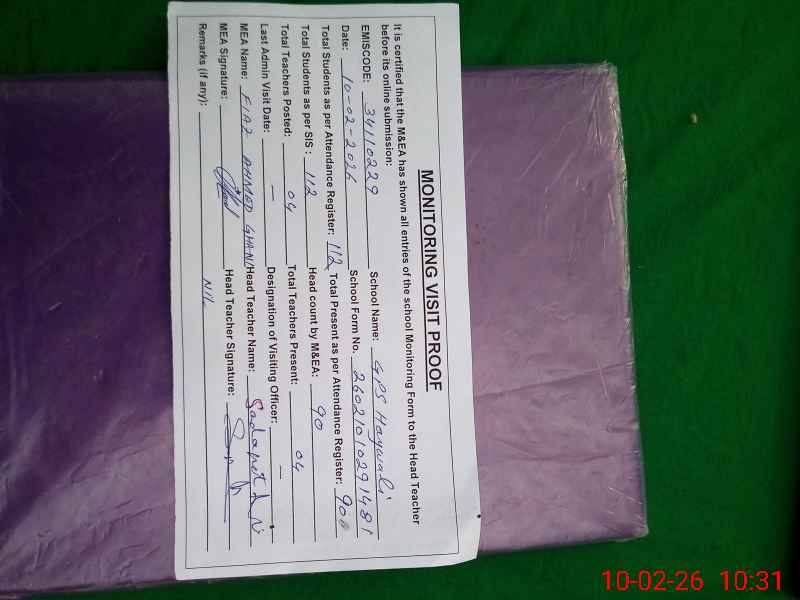 MONITORING VISIT PROOF
It is certified that the M&EA has shown all entries of the school Monitoring Form to the Head Teacher
before its online submission:
EMISCODE: 34110229 School Name: GPS Haywali
Date: 10-02-2026 School Form No. 2602101029148
Total Students as per Attendance Register: 112 Total Present as per Attendance Register: 90
Total Students as per SIS : 112 Head count by M&EA: 90
Total Teachers Posted: 04 Total Teachers Present: 04
Last Admin Visit Date: — Designation of Visiting Officer: —
MEA Name: FIAZ AHMED GHANI Head Teacher Name:
MEA Signature: Head Teacher Signature:
Remarks (if any): NIL
10-02-26 10:31